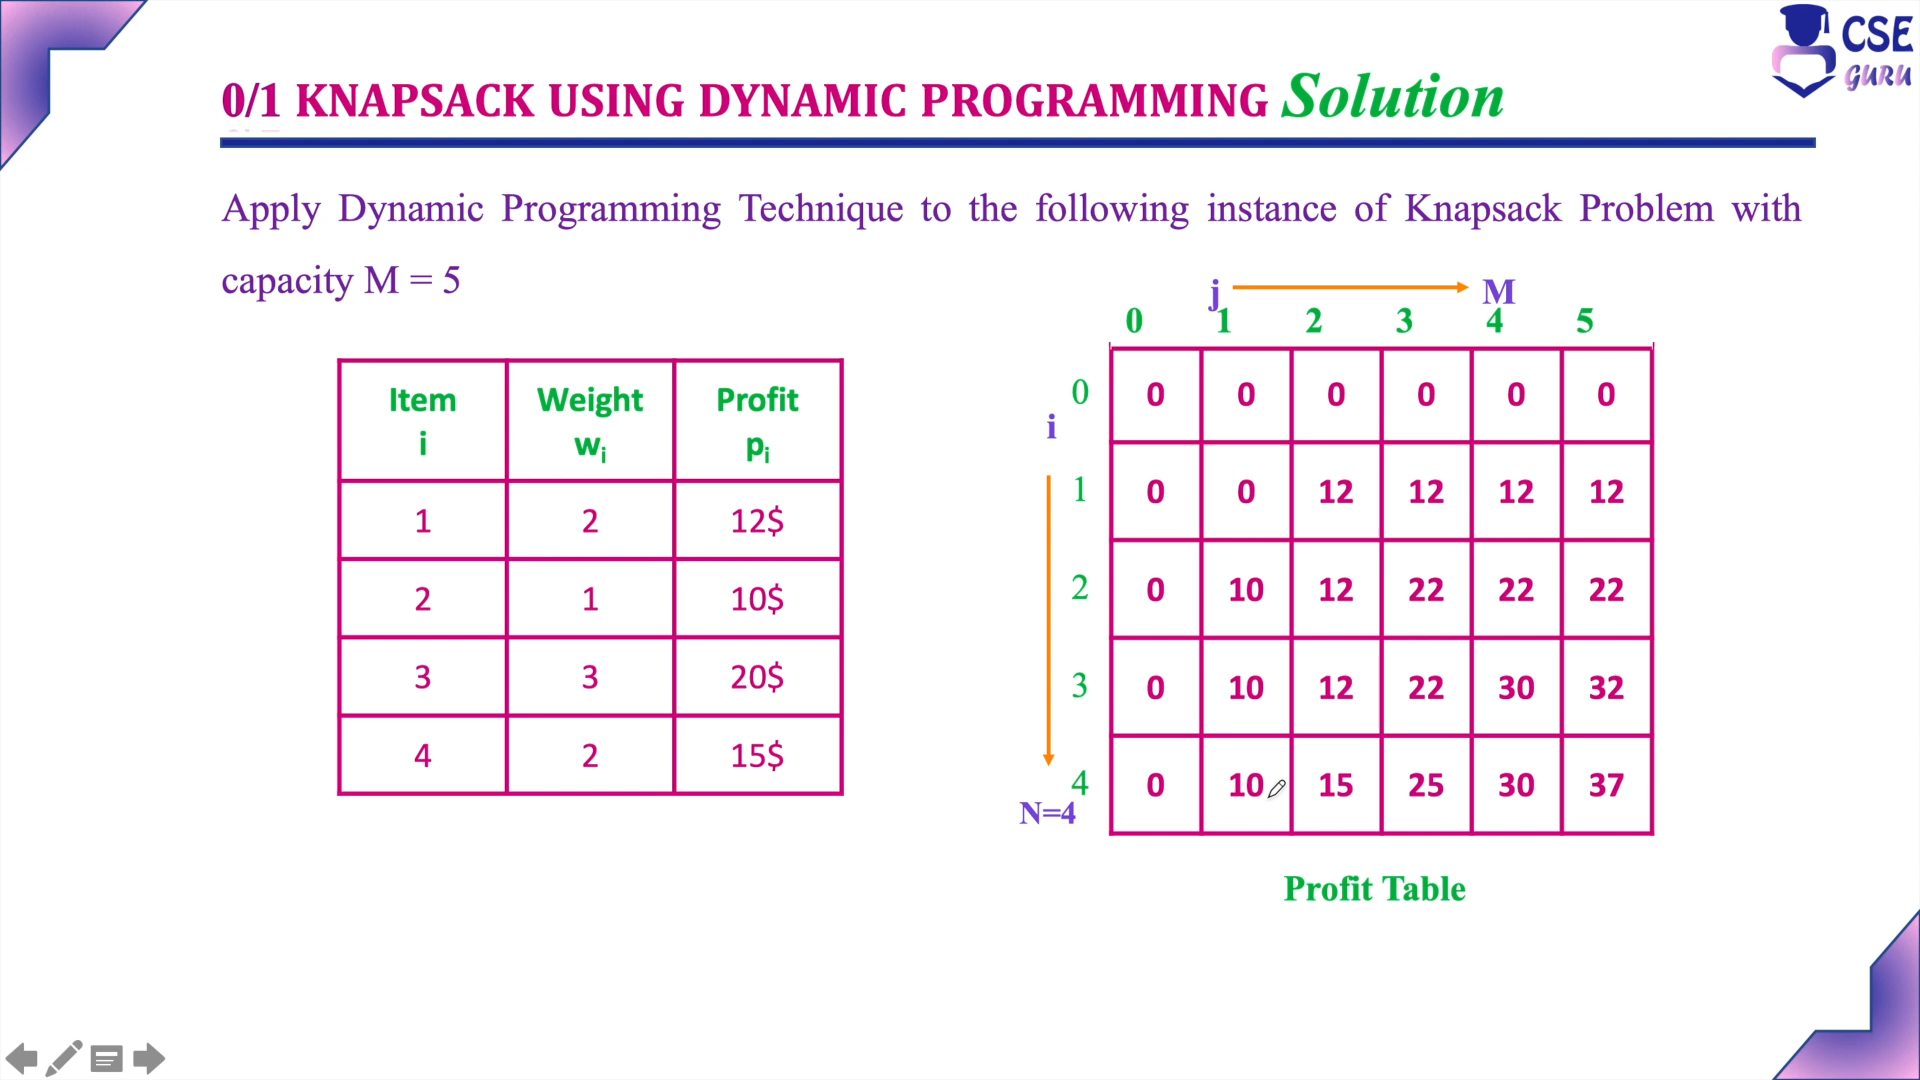 CSE
GURU
0/1 KNAPSACK USING DYNAMIC PROGRAMMING Solution
Apply Dynamic Programming Technique to the following instance of Knapsack Problem with
capacity M = 5
Item i Weight wi Profit pi
1 2 12$
2 1 10$
3 3 20$
4 2 15$
j M
0 1 2 3 4 5
i
0 0 0 0 0 0 0
1 0 0 12 12 12 12
2 0 10 12 22 22 22
3 0 10 12 22 30 32
4 0 10 15 25 30 37
N=4
Profit Table